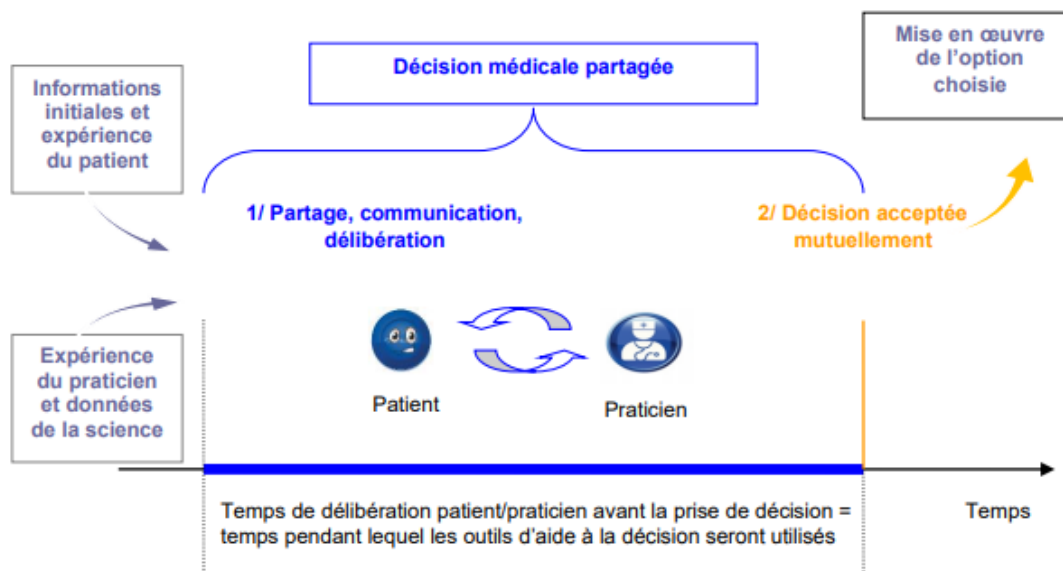 Informations
initiales et
expérience
du patient
Décision médicale partagée
Mise en œuvre
de l'option
choisie
1/ Partage, communication,
délibération
2/ Décision acceptée
mutuellement
Expérience
du praticien
et données
de la science
Patient
Praticien
Temps de délibération patient/praticien avant la prise de décision =
temps pendant lequel les outils d'aide à la décision seront utilisés
Temps